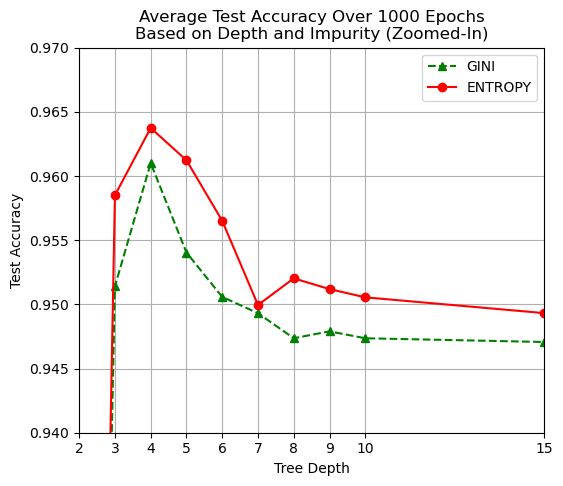 Average Test Accuracy Over 1000 Epochs
Based on Depth and Impurity (Zoomed-In)
GINI
ENTROPY
0.970
0.965
0.960
0.955
0.950
0.945
0.940
Test Accuracy
2 3 4 5 6 7 8 9 10 15
Tree Depth